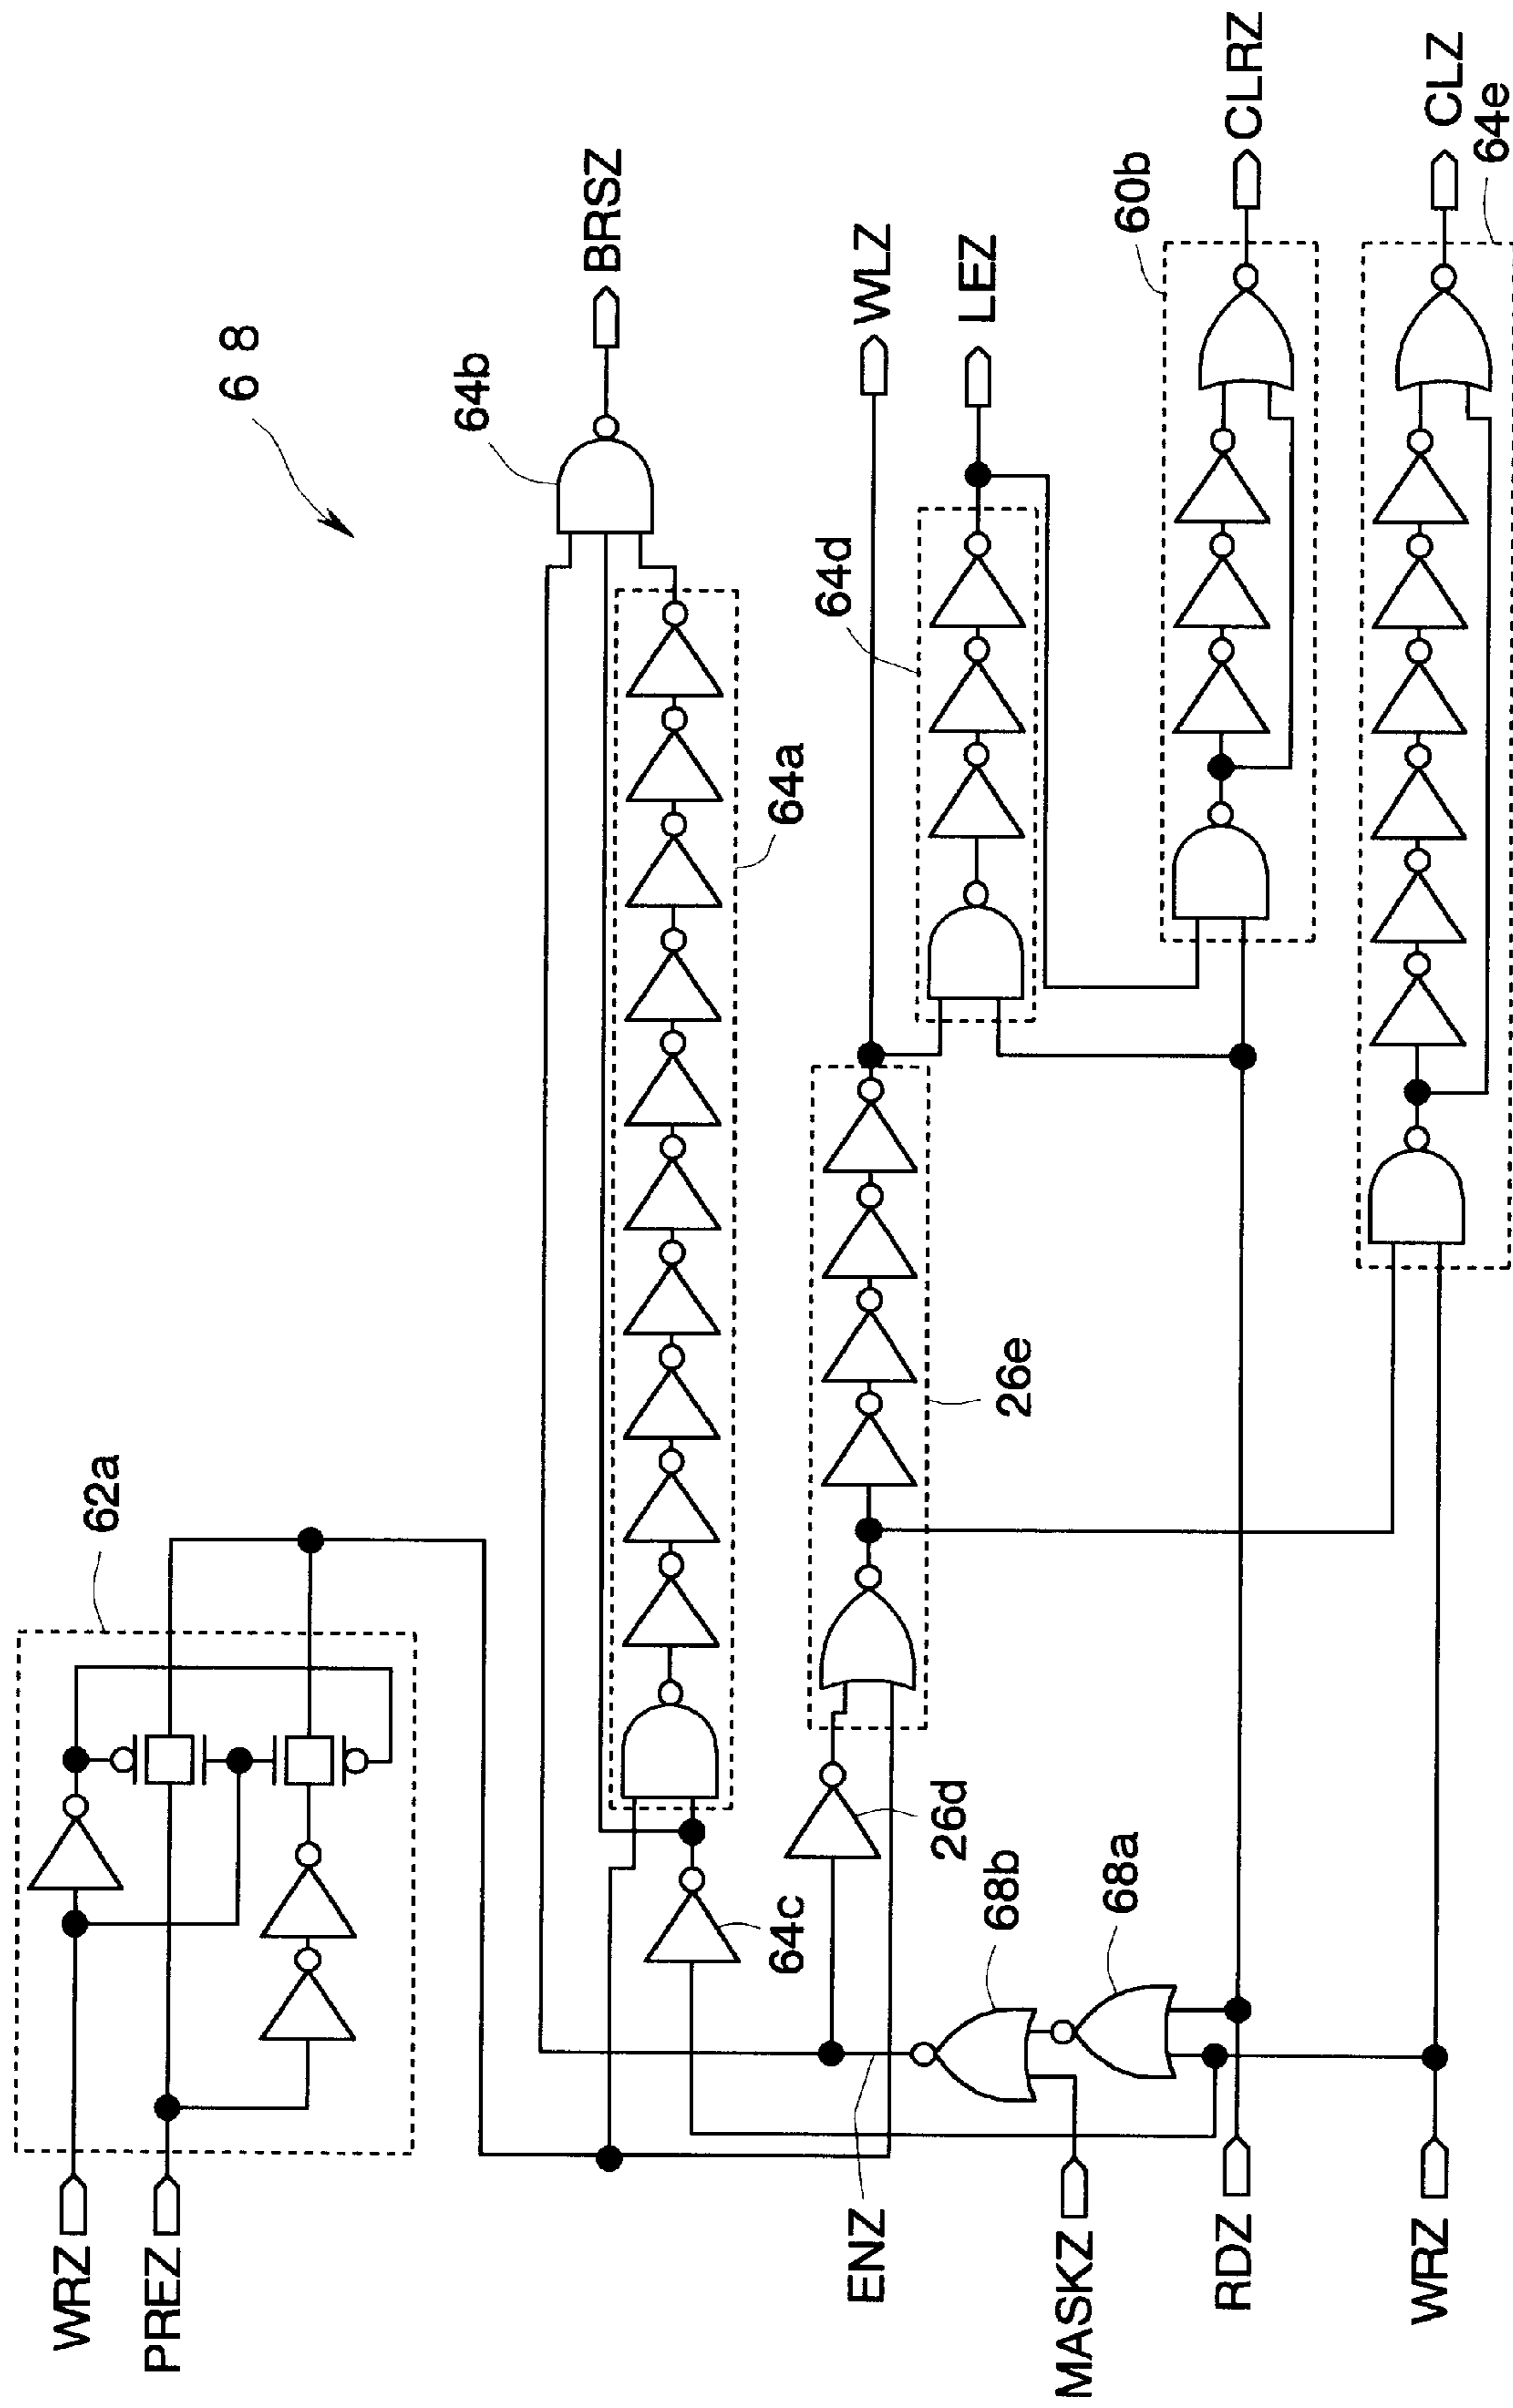 68
62a
WRZ
PREZ
64b
BRSZ
64a
64c
26d
26e
WLZ
64d
LEZ
ENZ
68b
68a
MASKZ
60b
CLRZ
RDZ
WRZ
CLZ
64e